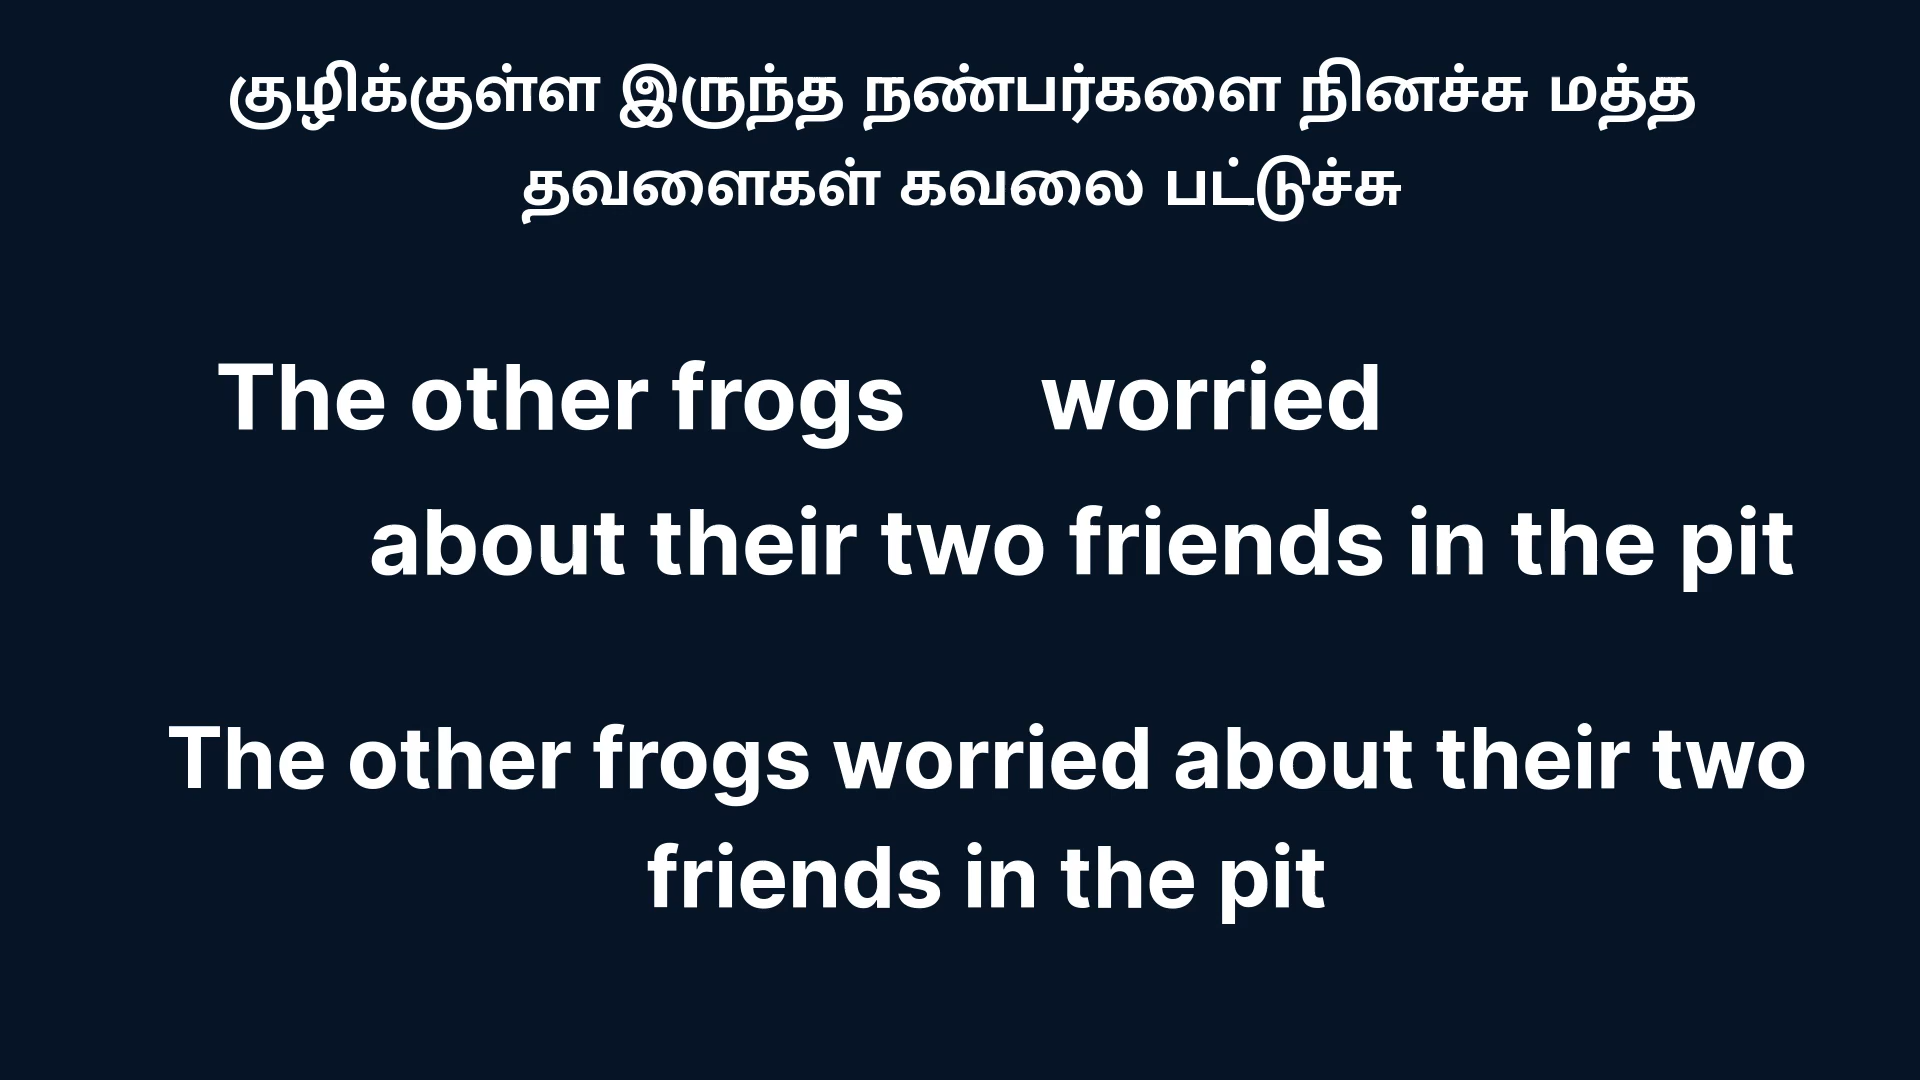 குழிக்குள்ள இருந்த நண்பர்களை நினச்சு மத்த
தவளைகள் கவலை பட்டுச்சு
The other frogs worried
about their two friends in the pit
The other frogs worried about their two
friends in the pit